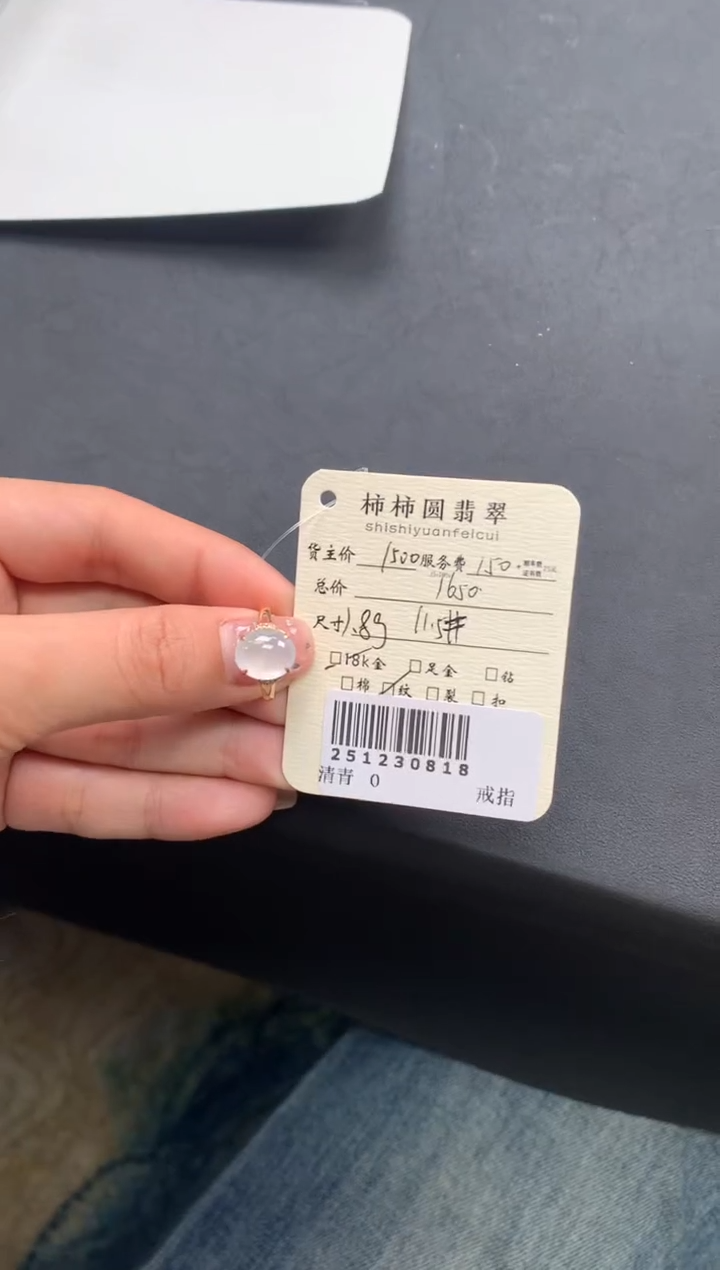 柿柿圆翡翠
shishiyuanfeicui
货主价 1500 服务费 150
总价 1650
尺寸 1.8g 11.5#
□18k金 □足金 □钻
□棉 □纹 □裂 □扣
251230818
清青 0 戒指